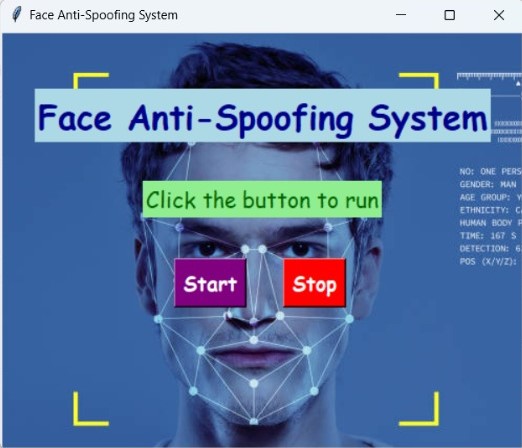 Face Anti-Spoofing System
Face Anti-Spoofing System
Click the button to run
Start Stop
NO: ONE PERS
GENDER: MAN
AGE GROUP: Y
ETHNICITY: C
HUMAN BODY P
TIME: 167 S
DETECTION: 6
POS (X/Y/Z):